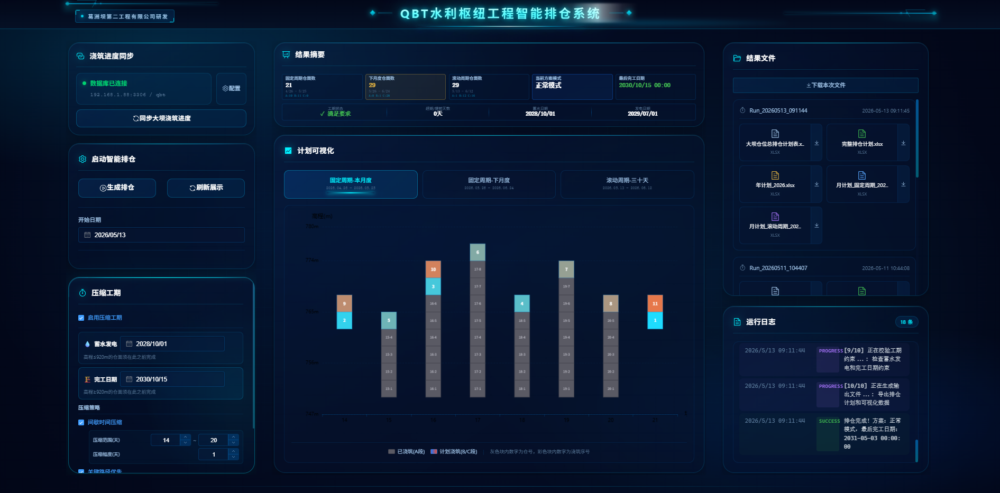 葛洲坝第二工程有限公司研发
QBT水利枢纽工程智能排仓系统
浇筑进度同步
数据库已连接
192.168.1.88:3306 / qbt
配置
同步大坝浇筑进度
启动智能排仓
生成排仓
刷新展示
开始日期
2026/05/13
压缩工期
启用压缩工期
蓄水发电
2028/10/01
高程≤920m的仓面须在此之前完成
完工日期
2030/10/15
高程≥920m的仓面须在此之前完成
压缩策略
间歇时间压缩
压缩范围(天)
14 ~ 20
压缩幅度(天)
1
关键路径优先
结果摘要
固定周期仓面数
21
4/26 - 5/25
A:10 B:11 C:0
下月度仓面数
29
5/26 - 6/24
A:0 B:1 C:28
滚动周期仓面数
29
5/13 - 6/12
A:1 B:12 C:16
当前方案模式
正常模式
最后完工日期
2030/10/15 00:00
工期状态
✓ 满足要求
超期/提前天数
0天
蓄水日期
2028/10/01
发电日期
2029/07/01
计划可视化
固定周期-本月度
2026.04.26 — 2026.05.25
固定周期-下月度
2026.05.26 — 2026.06.24
滚动周期-三十天
2026.05.13 — 2026.06.12
高程(m)
780m
774m
765m
756m
747m
9
2
5
15-4
15-3
15-2
15-1
10
3
16-6
16-5
16-4
16-3
16-2
16-1
6
17-8
17-7
17-6
17-5
17-4
17-3
17-2
17-1
4
18-5
18-4
18-3
18-2
18-1
7
19-7
19-6
19-5
19-4
19-3
19-2
19-1
8
20-5
20-4
20-3
20-2
20-1
11
1
14 15 16 17 18 19 20 21
已浇筑(A段)
计划浇筑(B/C段)
灰色块内数字为仓号，彩色块内数字为浇筑序号
结果文件
下载本次文件
Run_20260513_091144
2026-05-13 09:11:45
大坝仓位总排仓计划表.x...
XLSX
完整排仓计划.xlsx
XLSX
年计划_2026.xlsx
XLSX
月计划_固定周期_202...
XLSX
月计划_滚动周期_202...
XLSX
Run_20260511_104407
2026-05-11 10:44:08
运行日志
18 条
2026/5/13 09:11:44
PROGRESS
[9/10] 正在校验工期
约束 ...: 检查蓄水发
电和完工日期约束
2026/5/13 09:11:44
PROGRESS
[10/10] 正在生成输
出文件 ...: 导出排仓
计划和可视化数据
2026/5/13 09:11:44
SUCCESS
排仓完成! 方案: 正常
模式, 最后完工日期:
2031-05-03 00:00:
00